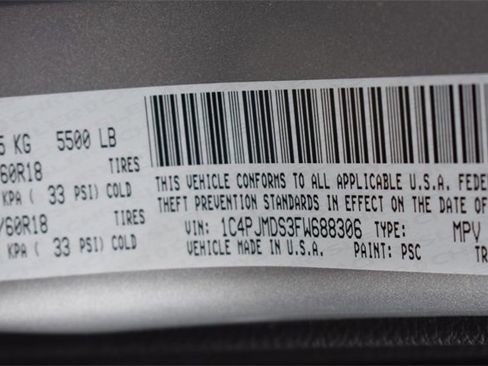 5 KG 5500 LB
/60R18 TIRES
KPA ( 33 PSI) COLD
/60R18 TIRES
KPA ( 33 PSI) COLD
THIS VEHICLE CONFORMS TO ALL APPLICABLE U.S.A. FEDE
THEFT PREVENTION STANDARDS IN EFFECT ON THE DATE OF
VIN: 1C4PJMDS3FW688306 TYPE: MPV
VEHICLE MADE IN U.S.A. PAINT: PSC TR